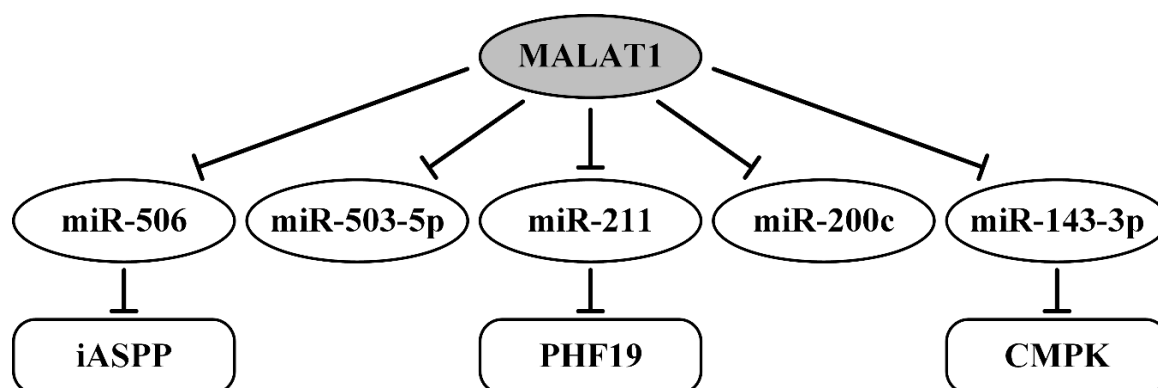 MALAT1
miR-506
miR-503-5p
miR-211
miR-200c
miR-143-3p
iASPP
PHF19
CMPK